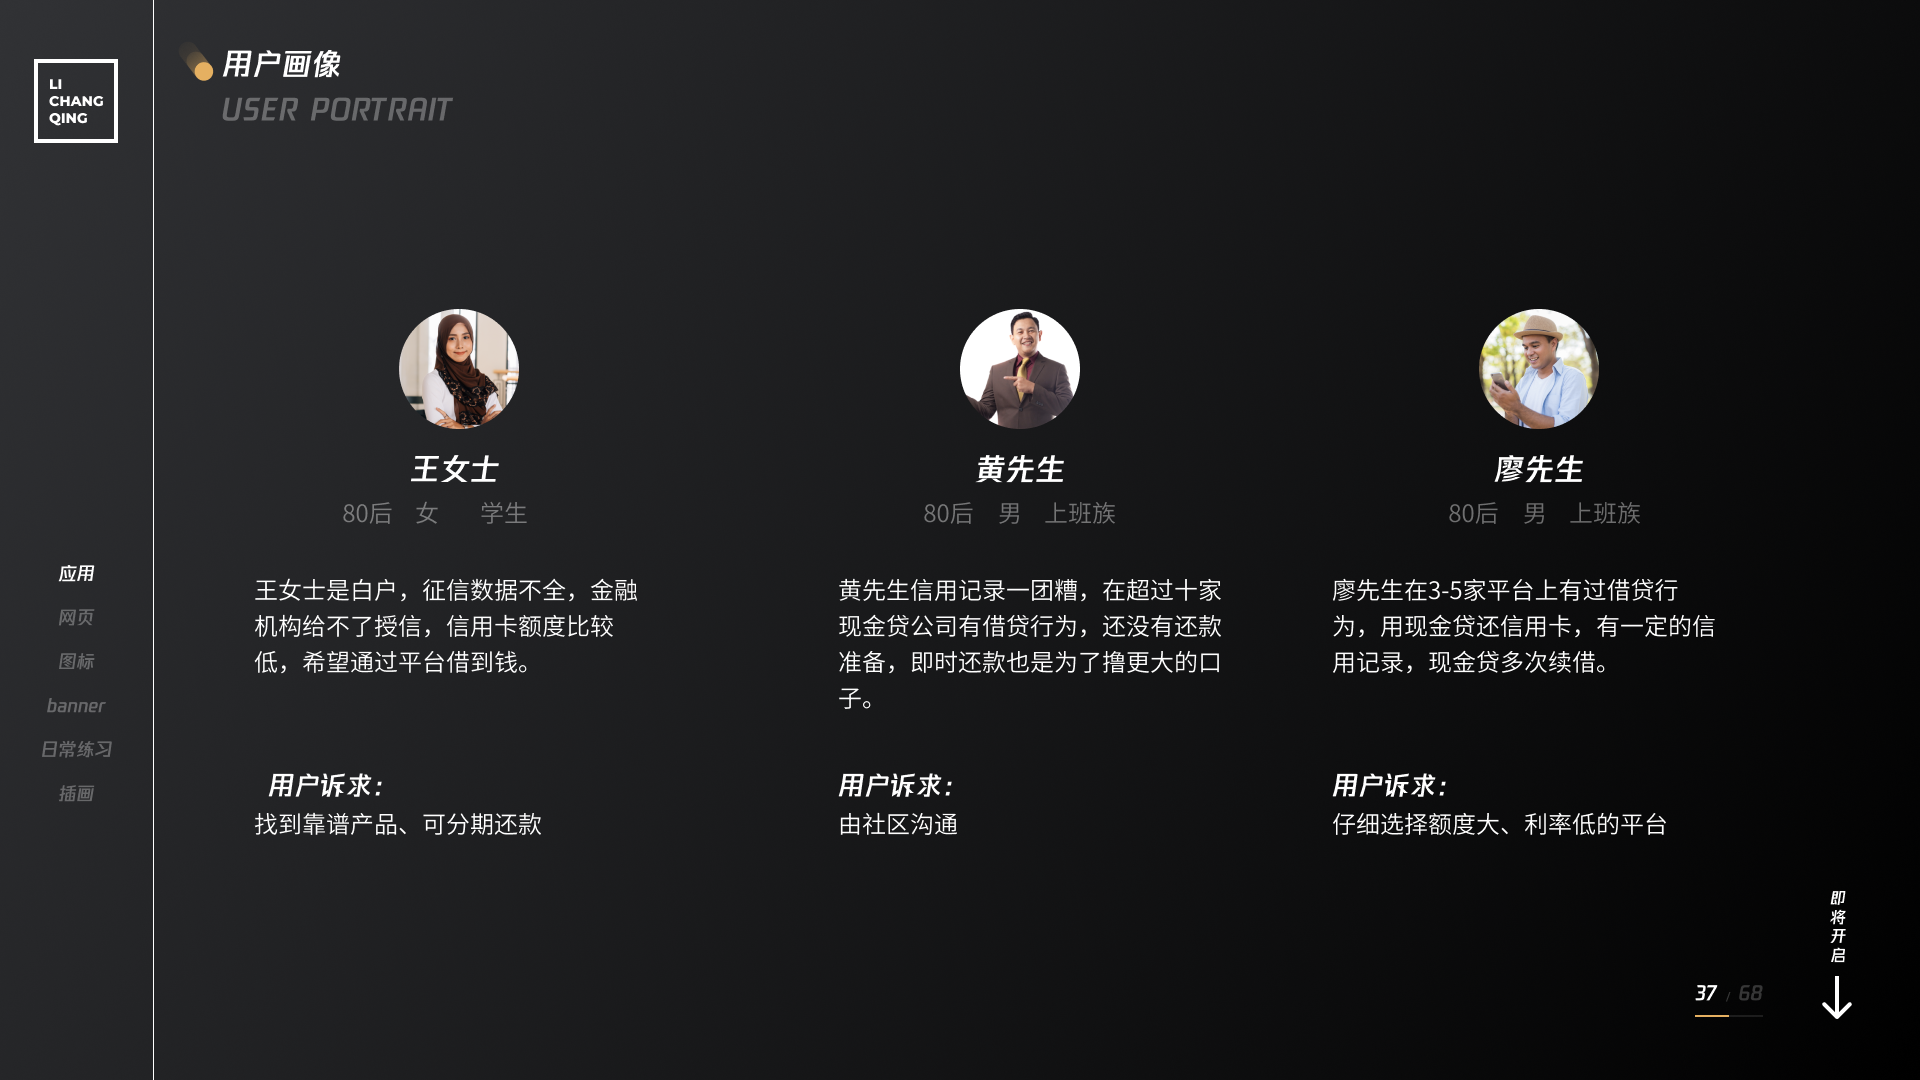 LI
CHANG
QING
用户画像
USER PORTRAIT
应用
网页
图标
banner
日常练习
插画
王女士
80后 女 学生
王女士是白户，征信数据不全，金融
机构给不了授信，信用卡额度比较
低，希望通过平台借到钱。
用户诉求：
找到靠谱产品、可分期还款
黄先生
80后 男 上班族
黄先生信用记录一团糟，在超过十家
现金贷公司有借贷行为，还没有还款
准备，即时还款也是为了撸更大的口
子。
用户诉求：
由社区沟通
廖先生
80后 男 上班族
廖先生在3-5家平台上有过借贷行
为，用现金贷还信用卡，有一定的信
用记录，现金贷多次续借。
用户诉求：
仔细选择额度大、利率低的平台
即
将
开
启
37 / 68